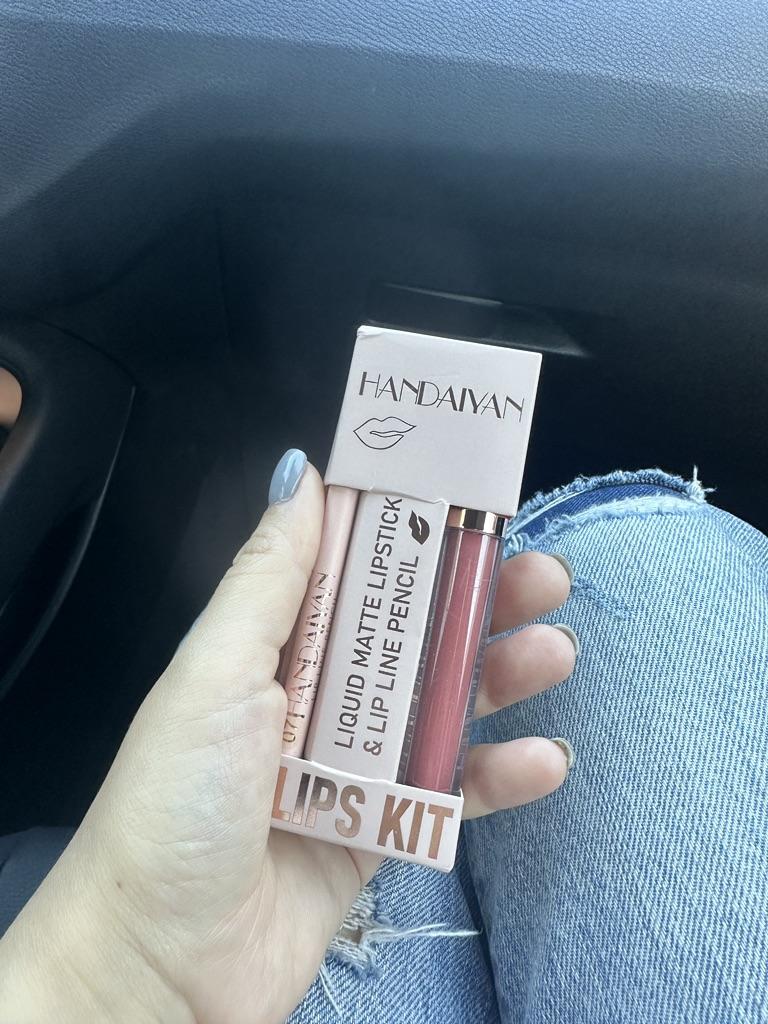 HANDAIYAN
07 HANDAIYAN
LIQUID MATTE LIPSTICK
& LIP LINE PENCIL
LIPS KIT